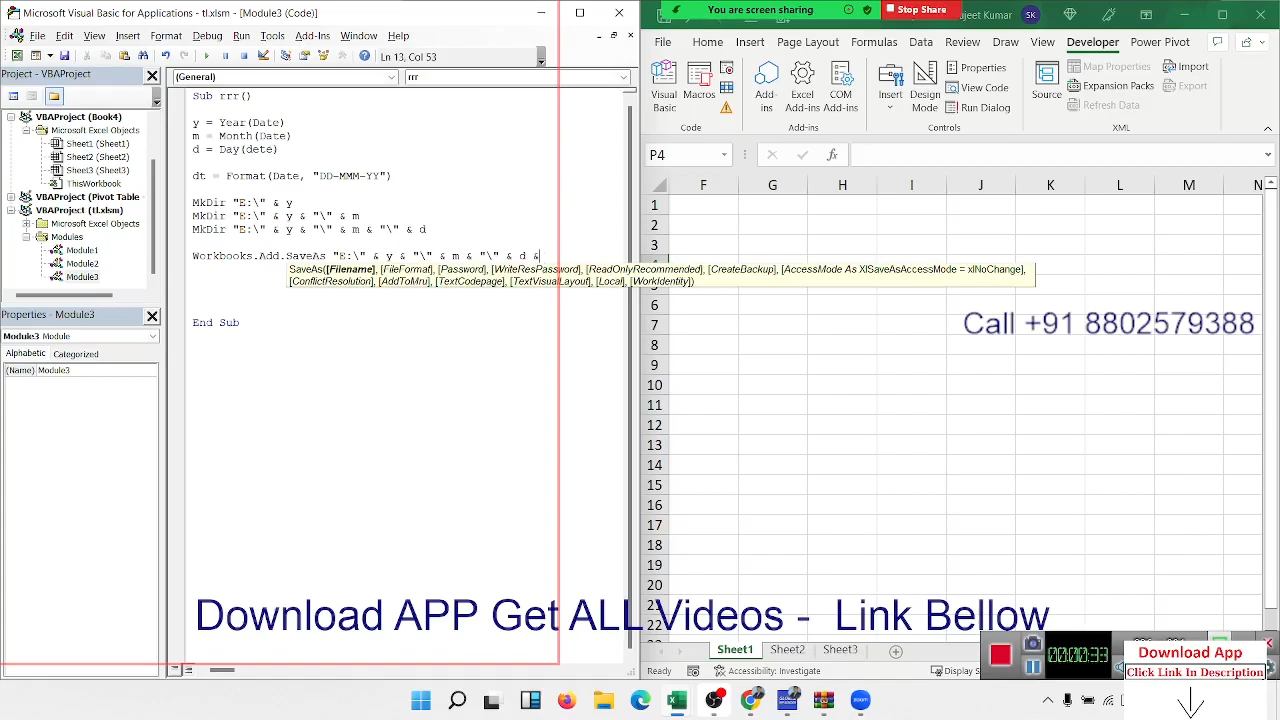 Microsoft Visual Basic for Applications - tl.xlsm - [Module3 (Code)]
You are screen sharing
Stop Share
jeet Kumar
SK
File Edit View Insert Format Debug Run Tools Add-Ins Window Help
File Home Insert Page Layout Formulas Data Review View Developer Power Pivot
Ln 13, Col 53
Visual Basic
Macros
Code
Add-ins
Excel Add-ins
COM Add-ins
Add-ins
Insert
Design Mode
Properties
View Code
Run Dialog
Controls
Source
Map Properties
Expansion Packs
Refresh Data
Import
Export
XML
Project - VBAProject
VBAProject (Book4)
Microsoft Excel Objects
Sheet1 (Sheet1)
Sheet2 (Sheet2)
Sheet3 (Sheet3)
ThisWorkbook
VBAProject (Pivot Table
VBAProject (tl.xlsm)
Microsoft Excel Objects
Modules
Module1
Module2
Module3
Properties - Module3
Module3 Module
Alphabetic Categorized
(Name) Module3
(General)
rrr
Sub rrr()
y = Year(Date)
m = Month(Date)
d = Day(dete)
dt = Format(Date, "DD-MMM-YY")
MkDir "E:\" & y
MkDir "E:\" & y & "\" & m
MkDir "E:\" & y & "\" & m & "\" & d
Workbooks.Add.SaveAs "E:\" & y & "\" & m & "\" & d &
SaveAs([Filename], [FileFormat], [Password], [WriteResPassword], [ReadOnlyRecommended], [CreateBackup], [AccessMode As XlSaveAsAccessMode = xlNoChange],
[ConflictResolution], [AddToMru], [TextCodepage], [TextVisualLayout], [Local], [WorkIdentity])
End Sub
P4
fx
F G H I J K L M N
1
2
3
6
7
8
9
10
11
12
13
14
15
16
17
18
19
20
22
Call +91 8802579388
Download APP Get ALL Videos - Link Bellow
Sheet1 Sheet2 Sheet3
Ready
Accessibility: Investigate
Display S
00:00:33
Download App
Click Link In Description